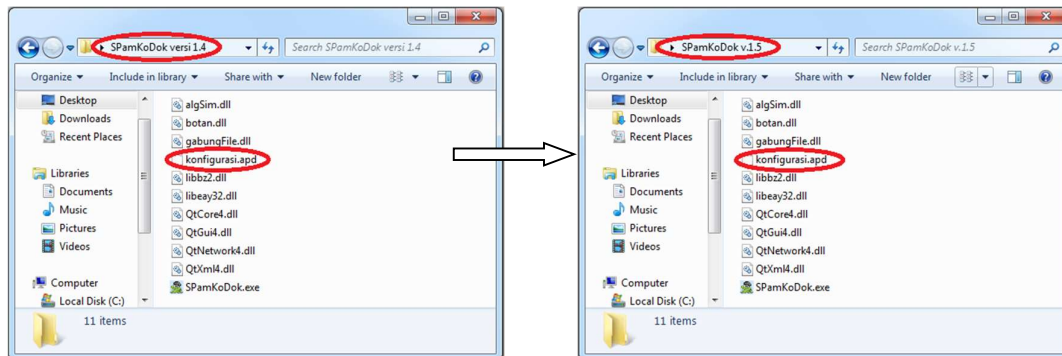 SPamKoDok versi 1.4
Search SPamKoDok versi 1.4
Organize
Include in library
Share with
New folder
Desktop
Downloads
Recent Places
Libraries
Documents
Music
Pictures
Videos
Computer
Local Disk (C:)
algSim.dll
botan.dll
gabungFile.dll
konfigurasi.apd
libbz2.dll
libeay32.dll
QtCore4.dll
QtGui4.dll
QtNetwork4.dll
QtXml4.dll
SPamKoDok.exe
11 items
SPamKoDok v.1.5
Search SPamKoDok v.1.5
Organize
Include in library
Share with
New folder
Desktop
Downloads
Recent Places
Libraries
Documents
Music
Pictures
Videos
Computer
Local Disk (C:)
algSim.dll
botan.dll
gabungFile.dll
konfigurasi.apd
libbz2.dll
libeay32.dll
QtCore4.dll
QtGui4.dll
QtNetwork4.dll
QtXml4.dll
SPamKoDok.exe
11 items